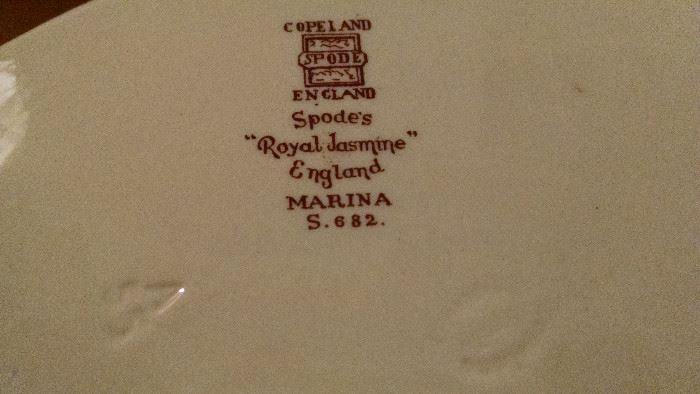 COPELAND
SPODE
ENGLAND
Spode's
"Royal Jasmine"
England
MARINA
S.682.